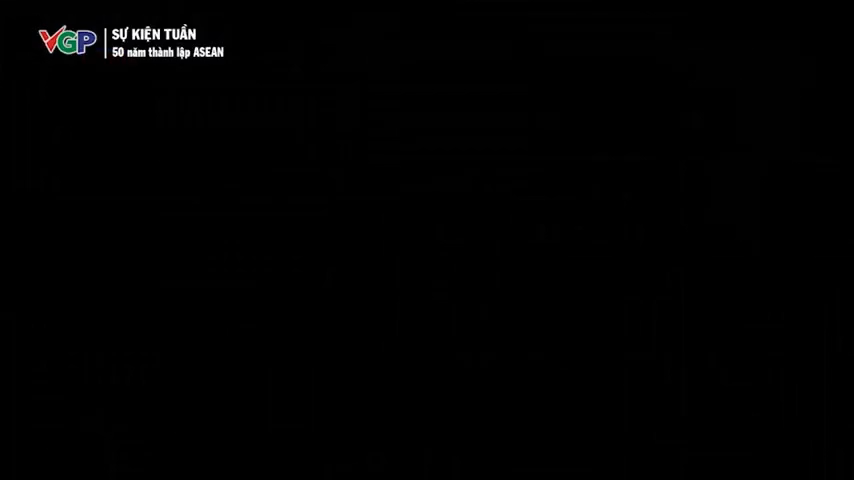 VGP
SỰ KIỆN TUẦN
50 năm thành lập ASEAN